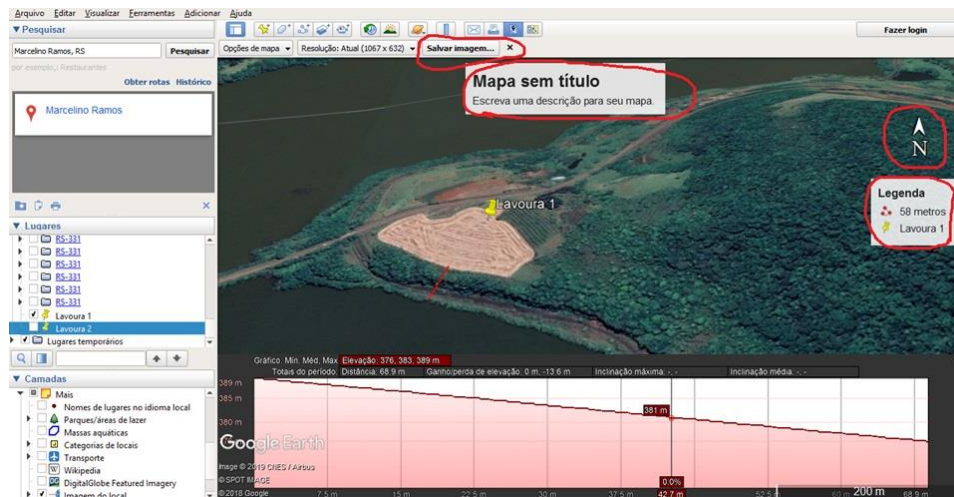 Arquivo Editar Visualizar Ferramentas Adicionar Ajuda
Pesquisar
Fazer login
Marcelino Ramos, RS
Pesquisar
por exemplo,: Restaurantes
Obter rotas Histórico
Marcelino Ramos
Opções de mapa
Resolução: Atual (1067 x 632)
Salvar imagem...
Mapa sem título
Escreva uma descrição para seu mapa.
N
Legenda
58 metros
Lavoura 1
Lavoura 1
Lugares
RS-331
RS-331
RS-331
RS-331
RS-331
RS-331
Lavoura 1
Lavoura 2
Lugares temporários
Camadas
Mais
Nomes de lugares no idioma local
Parques/áreas de lazer
Massas aquáticas
Categorias de locais
Transporte
Wikipedia
DigitalGlobe Featured Imagery
Imagem do local
Gráfico: Mín, Méd, Máx Elevação: 376, 383, 389 m
Totais do período: Distância: 68.9 m Ganho/perda de elevação: 0 m, -13.6 m Inclinação máxima: -, - Inclinação média: -, -
389 m
385 m
381 m
380 m
Google Earth
Image © 2019 CNES / Airbus
© SPOT IMAGE
©2018 Google
0.0%
7.5 m 15 m 22.5 m 30 m 37.5 m 42.7 m 52.5 m 68.9 m
200 m